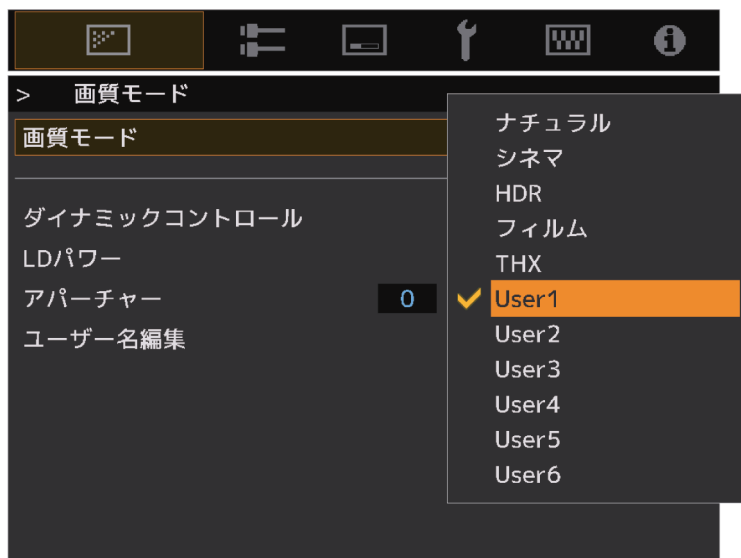 > 画質モード
画質モード
ダイナミックコントロール
LDパワー
アパーチャー 0
ユーザー名編集
ナチュラル
シネマ
HDR
フィルム
THX
User1
User2
User3
User4
User5
User6